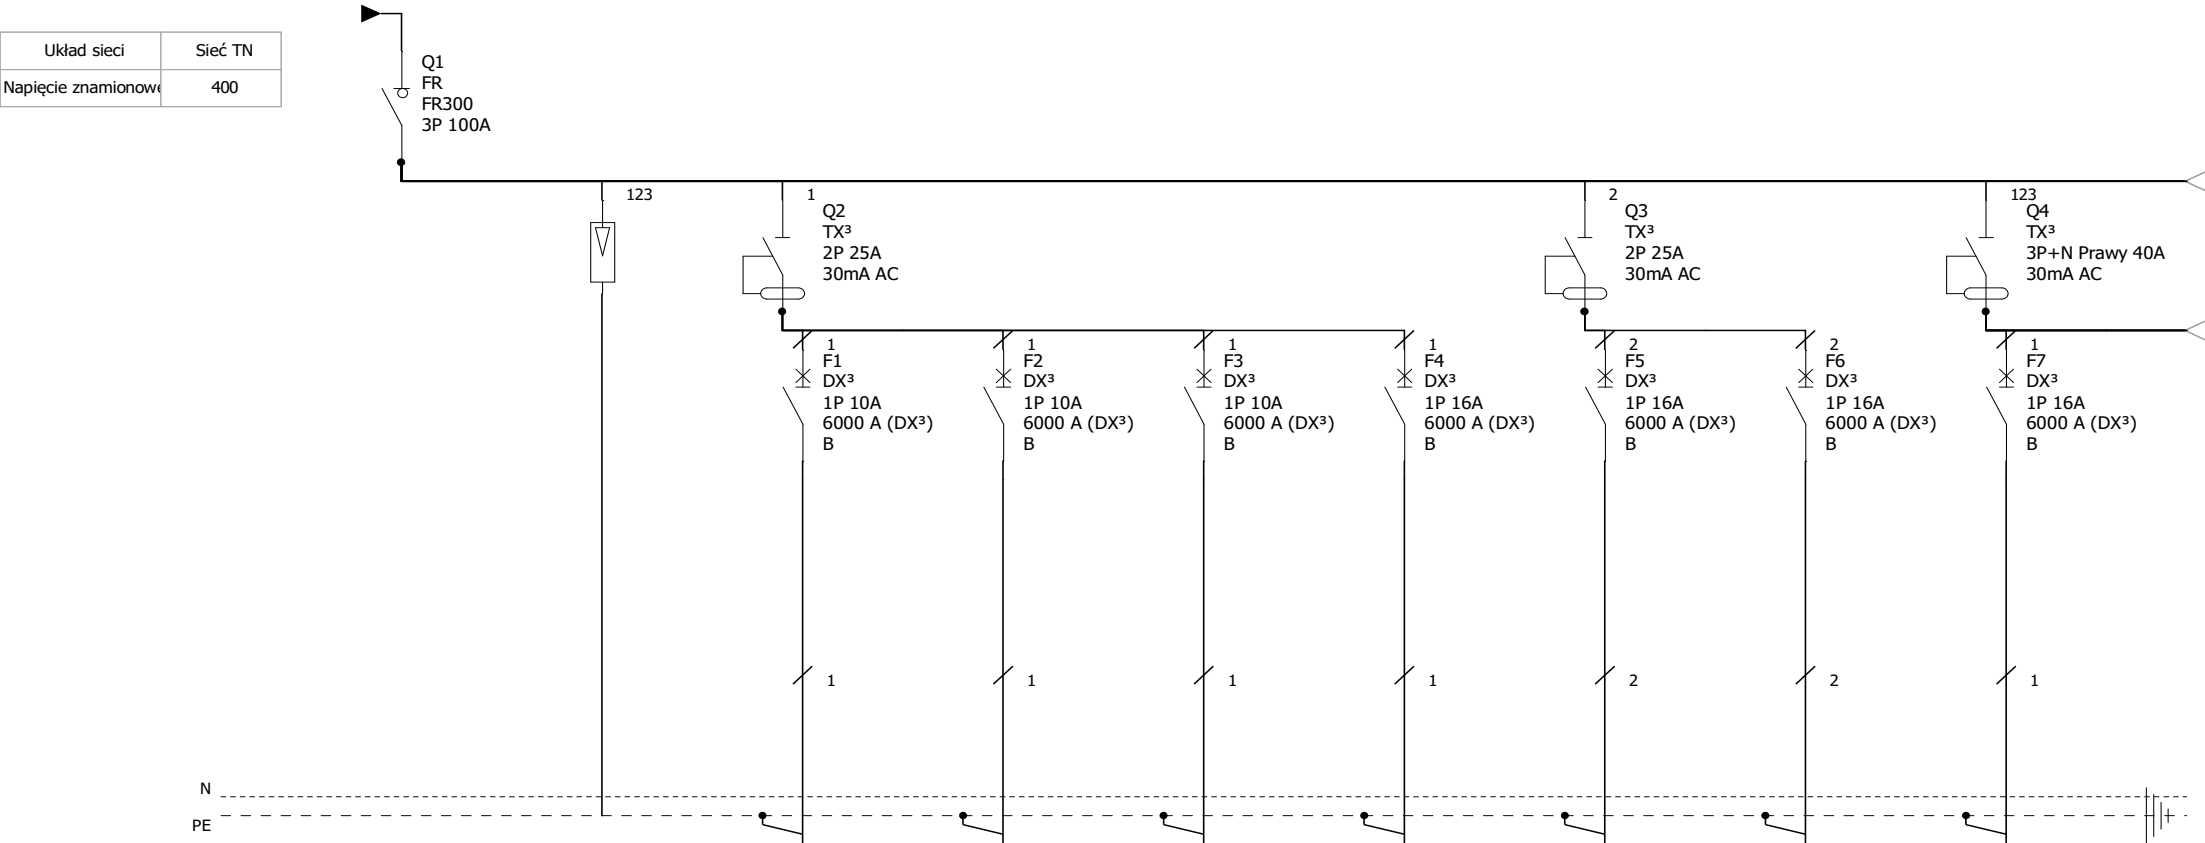 Układ sieci
Sieć TN
Napięcie znamionowe
400
Q1
FR
FR300
3P 100A
123
1
Q2
TX³
2P 25A
30mA AC
2
Q3
TX³
2P 25A
30mA AC
123
Q4
TX³
3P+N Prawy 40A
30mA AC
1
F1
DX³
1P 10A
6000 A (DX³)
B
1
F2
DX³
1P 10A
6000 A (DX³)
B
1
F3
DX³
1P 10A
6000 A (DX³)
B
1
F4
DX³
1P 16A
6000 A (DX³)
B
2
F5
DX³
1P 16A
6000 A (DX³)
B
2
F6
DX³
1P 16A
6000 A (DX³)
B
1
F7
DX³
1P 16A
6000 A (DX³)
B
1
1
1
1
2
2
1
N
PE